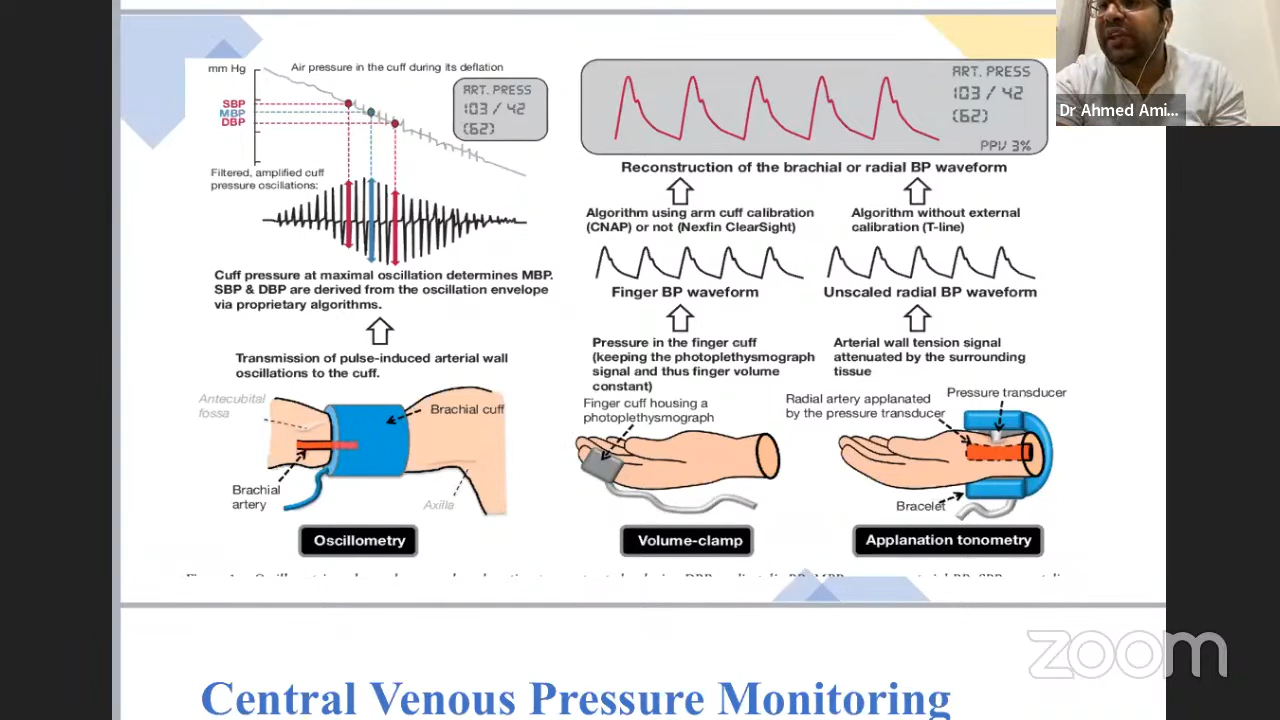 mm Hg
Air pressure in the cuff during its deflation
SBP
MBP
DBP
ART. PRESS
103 / 42
(62)
Filtered, amplified cuff
pressure oscillations:
Cuff pressure at maximal oscillation determines MBP.
SBP & DBP are derived from the oscillation envelope
via proprietary algorithms.
Transmission of pulse-induced arterial wall
oscillations to the cuff.
Antecubital
fossa
Brachial cuff
Brachial
artery
Axilla
Oscillometry
ART. PRESS
103 / 42
(62)
PPV 3%
Reconstruction of the brachial or radial BP waveform
Algorithm using arm cuff calibration
(CNAP) or not (Nexfin ClearSight)
Finger BP waveform
Pressure in the finger cuff
(keeping the photoplethysmograph
signal and thus finger volume
constant)
Finger cuff housing a
photoplethysmograph
Volume-clamp
Algorithm without external
calibration (T-line)
Unscaled radial BP waveform
Arterial wall tension signal
attenuated by the surrounding
tissue
Pressure transducer
Radial artery applanated
by the pressure transducer
Bracelet
Applanation tonometry
Dr Ahmed Ami...
zoom
Central Venous Pressure Monitoring